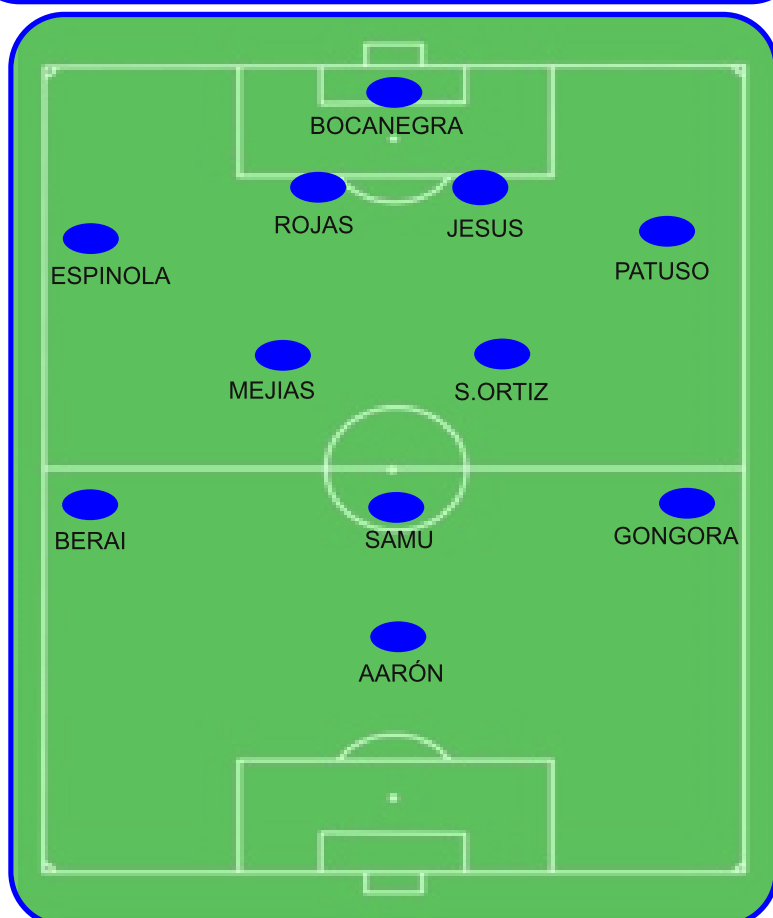 BOCANEGRA
ROJAS
JESUS
ESPINOLA
PATUSO
MEJIAS
S.ORTIZ
BERAI
SAMU
GONGORA
AARÓN